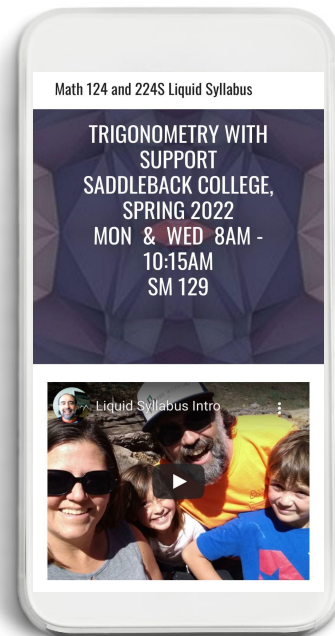 Math 124 and 224S Liquid Syllabus
TRIGONOMETRY WITH
SUPPORT
SADDLEBACK COLLEGE,
SPRING 2022
MON & WED 8AM -
10:15AM
SM 129
Liquid Syllabus Intro